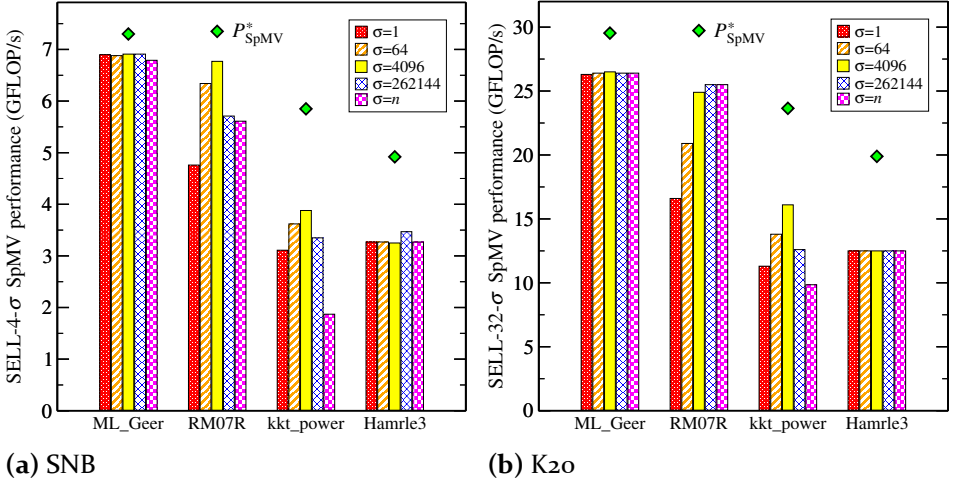 SELL-4-σ SpMV performance (GFLOP/s)
7
6
5
4
3
2
1
0
P*SpMV
σ=1
σ=64
σ=4096
σ=262144
σ=n
ML_Geer RM07R kkt_power Hamrle3
(a) SNB
SELL-32-σ SpMV performance (GFLOP/s)
30
25
20
15
10
5
0
P*SpMV
σ=1
σ=64
σ=4096
σ=262144
σ=n
ML_Geer RM07R kkt_power Hamrle3
(b) K20